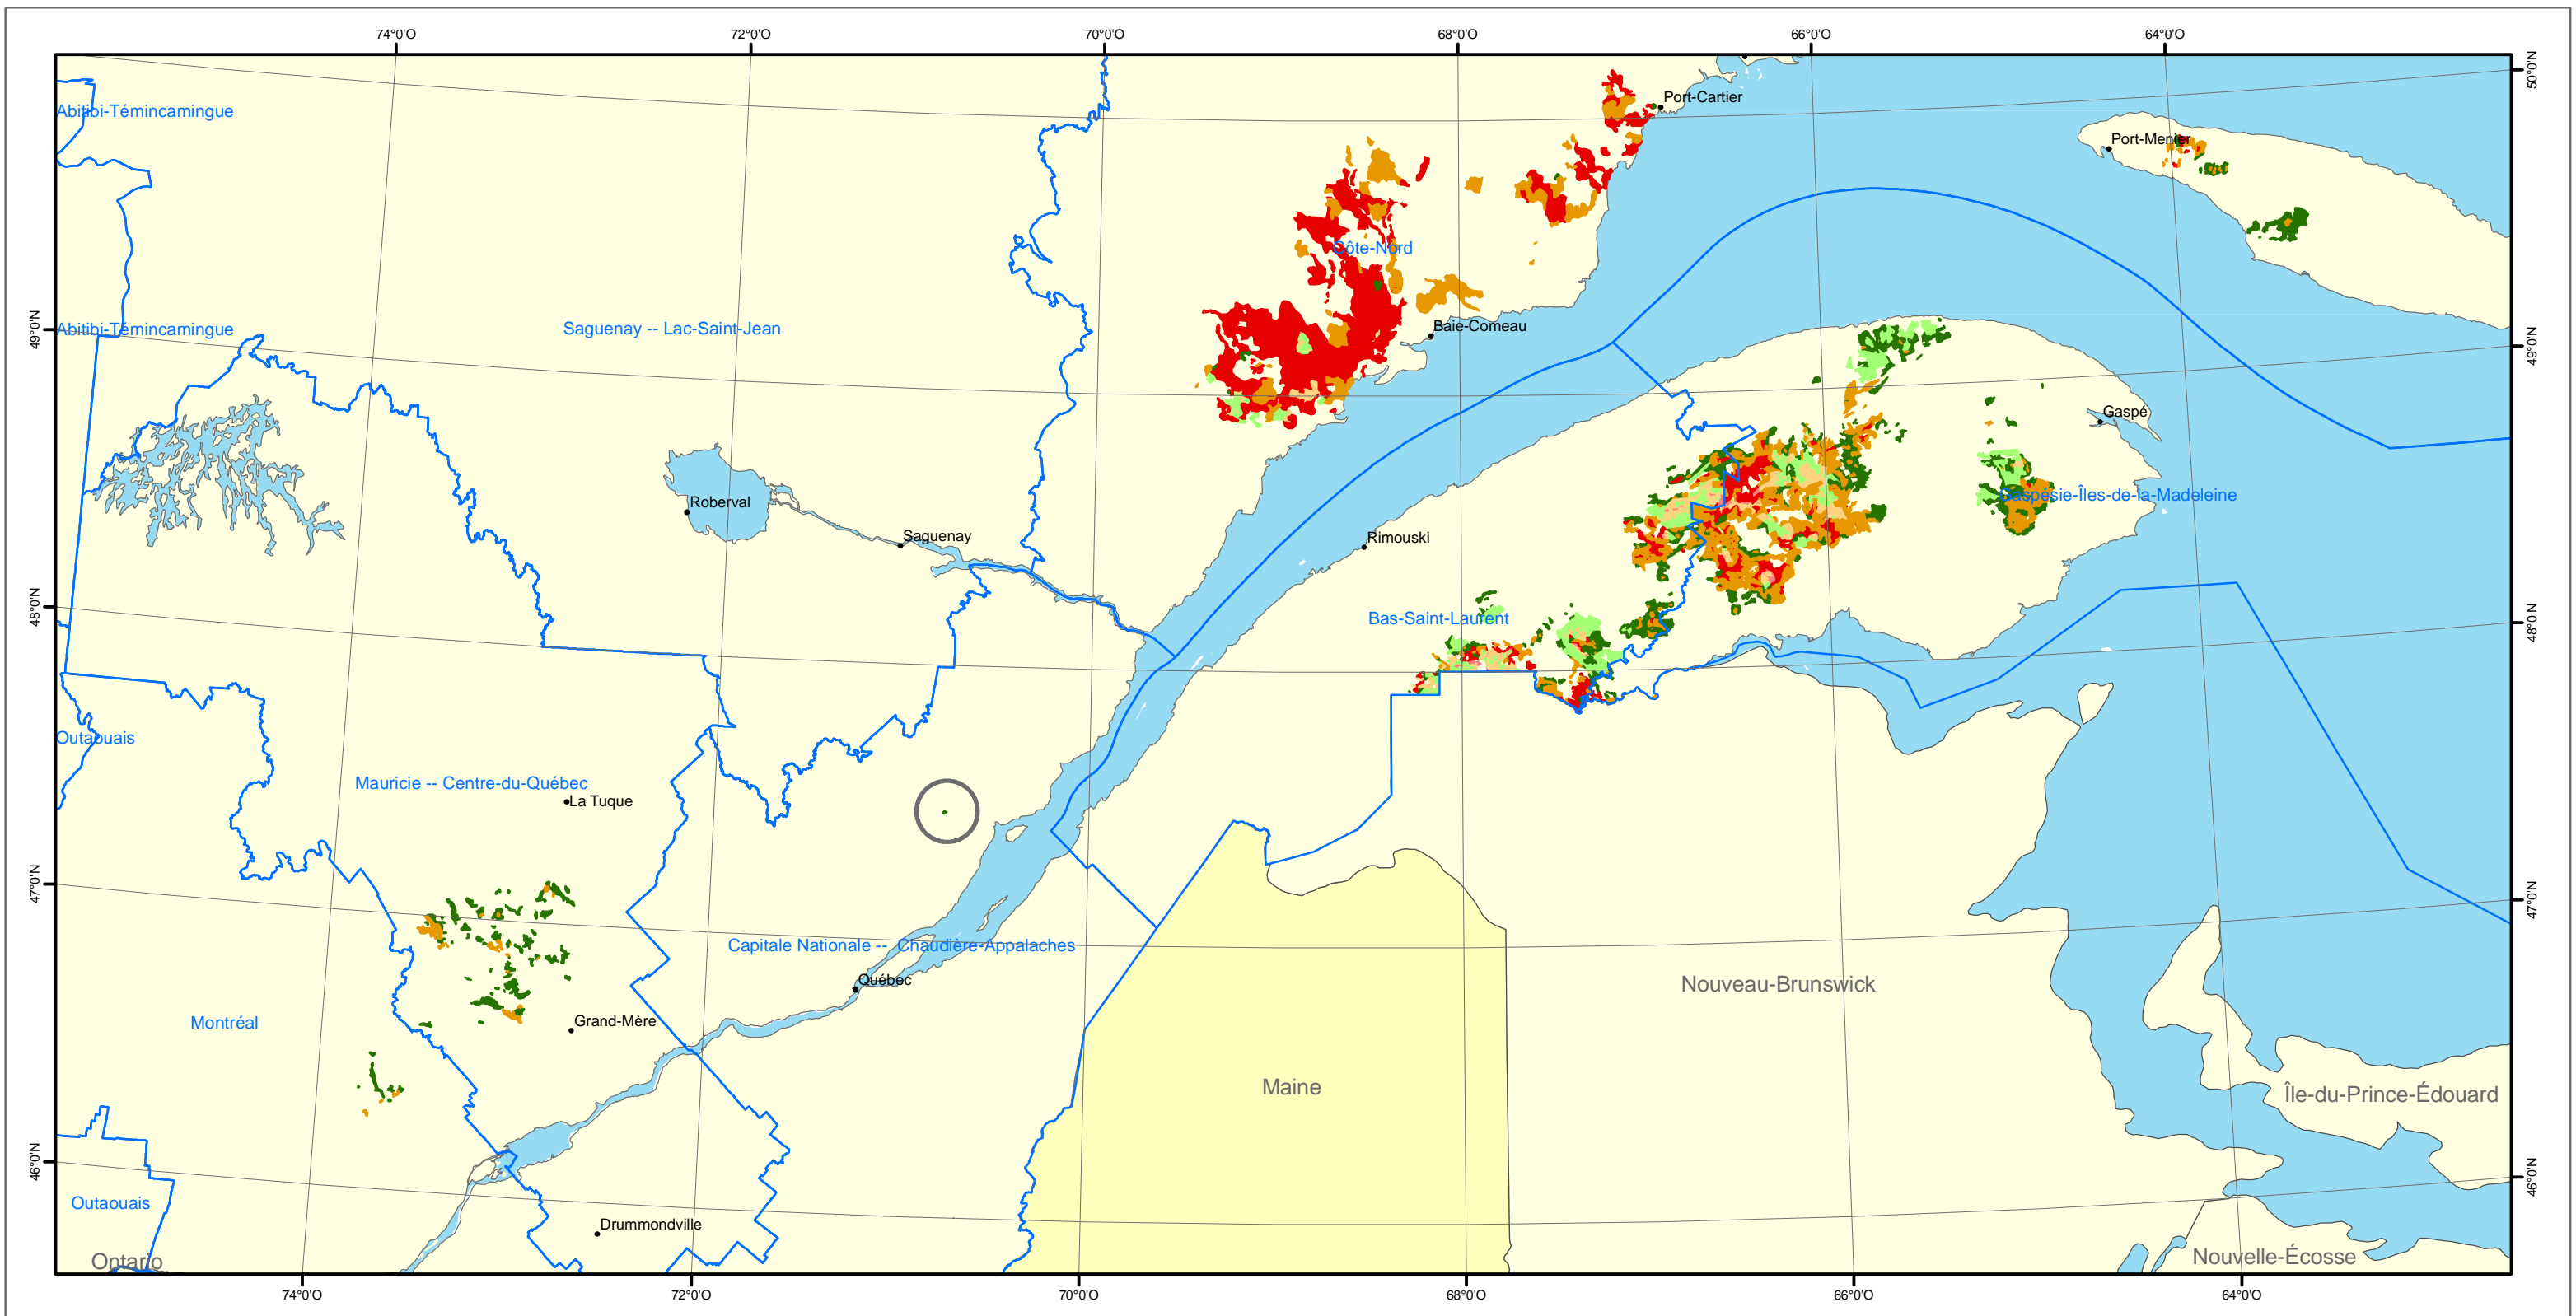 74°0'O
72°0'O
70°0'O
68°0'O
66°0'O
64°0'O
50°0'N
Port-Cartier
Abitibi-Témincamingue
Port-Menier
Côte-Nord
49°0'N
Abitibi-Témincamingue
Saguenay -- Lac-Saint-Jean
Baie-Comeau
49°0'N
Gaspé
Roberval
Gaspésie-Îles-de-la-Madeleine
Saguenay
Rimouski
48°0'N
Bas-Saint-Laurent
48°0'N
Outaouais
Mauricie -- Centre-du-Québec
La Tuque
47°0'N
47°0'N
Capitale Nationale -- Chaudière-Appalaches
Québec
Nouveau-Brunswick
Montréal
Grand-Mère
Maine
Île-du-Prince-Édouard
46°0'N
46°0'N
Outaouais
Drummondville
Ontario
Nouvelle-Écosse
74°0'O
72°0'O
70°0'O
68°0'O
66°0'O
64°0'O